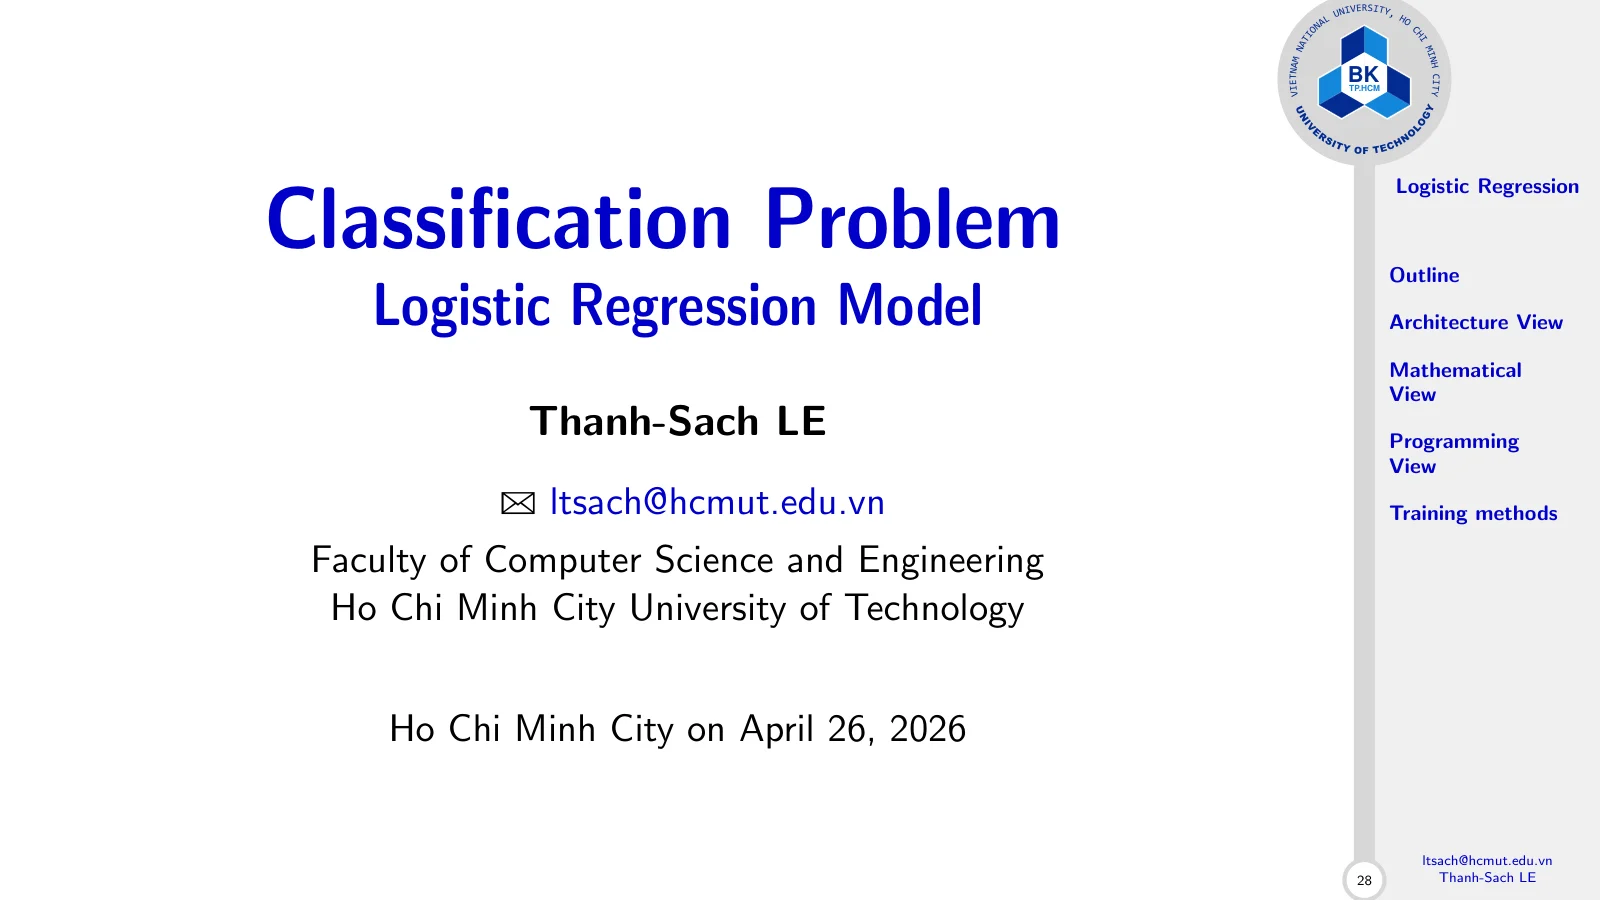 Classification Problem
Logistic Regression Model
Thanh-Sach LE
ltsach@hcmut.edu.vn
Faculty of Computer Science and Engineering
Ho Chi Minh City University of Technology
Ho Chi Minh City on April 26, 2026
VIETNAM NATIONAL UNIVERSITY, HO CHI MINH CITY
BK
TP.HCM
UNIVERSITY OF TECHNOLOGY
Logistic Regression
Outline
Architecture View
Mathematical
View
Programming
View
Training methods
ltsach@hcmut.edu.vn
Thanh-Sach LE
28